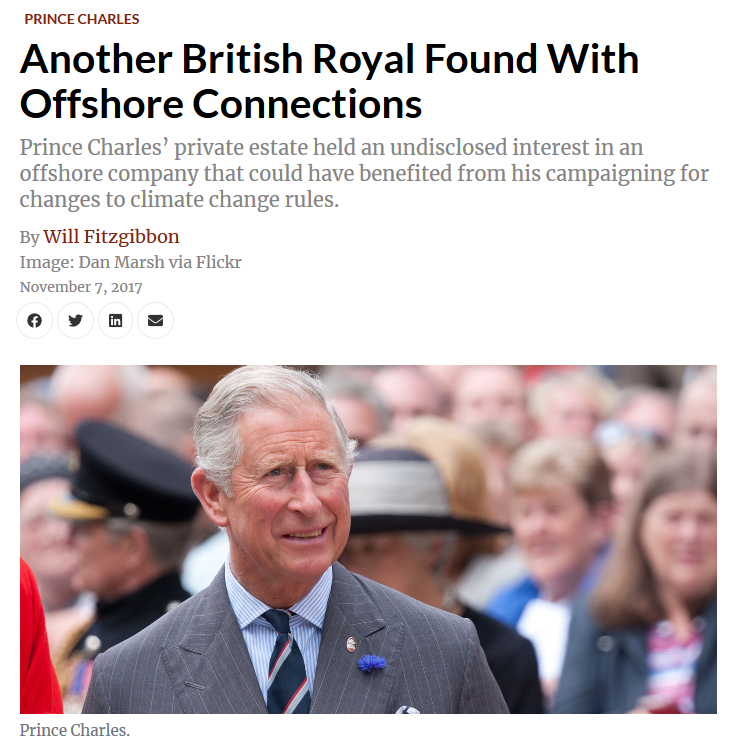 PRINCE CHARLES
Another British Royal Found With
Offshore Connections
Prince Charles’ private estate held an undisclosed interest in an
offshore company that could have benefited from his campaigning for
changes to climate change rules.
By Will Fitzgibbon
Image: Dan Marsh via Flickr
November 7, 2017
Prince Charles.